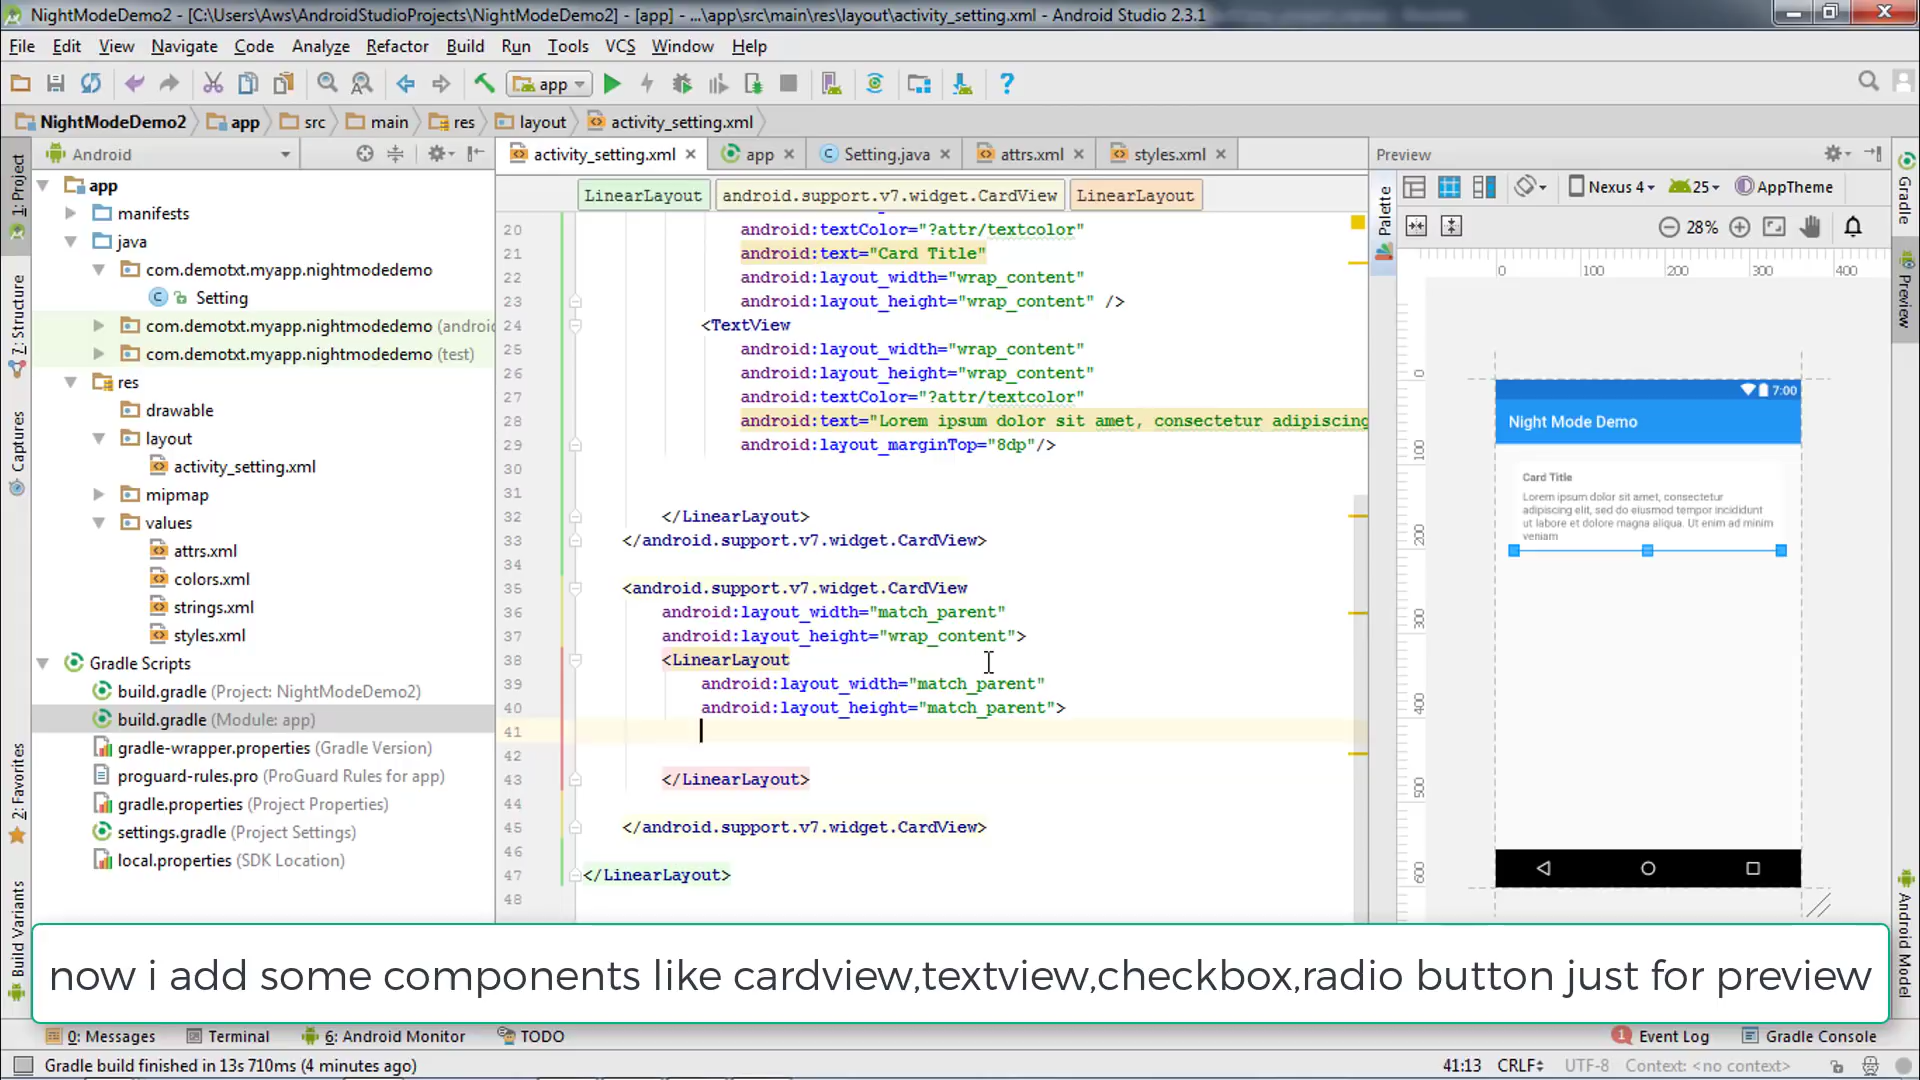 NightModeDemo2 - [C:\Users\Aws\AndroidStudioProjects\NightModeDemo2] - [app] - ...\app\src\main\res\layout\activity_setting.xml - Android Studio 2.3.1
File Edit View Navigate Code Analyze Refactor Build Run Tools VCS Window Help
app
NightModeDemo2 app src main res layout activity_setting.xml
Android
activity_setting.xml app Setting.java attrs.xml styles.xml
Preview
1: Project
7: Structure
Captures
2: Favorites
Build Variants
app
manifests
java
com.demotxt.myapp.nightmodedemo
Setting
com.demotxt.myapp.nightmodedemo (androi
com.demotxt.myapp.nightmodedemo (test)
res
drawable
layout
activity_setting.xml
mipmap
values
attrs.xml
colors.xml
strings.xml
styles.xml
Gradle Scripts
build.gradle (Project: NightModeDemo2)
build.gradle (Module: app)
gradle-wrapper.properties (Gradle Version)
proguard-rules.pro (ProGuard Rules for app)
gradle.properties (Project Properties)
settings.gradle (Project Settings)
local.properties (SDK Location)
LinearLayout android.support.v7.widget.CardView LinearLayout
20 android:textColor="?attr/textcolor"
21 android:text="Card Title"
22 android:layout_width="wrap_content"
23 android:layout_height="wrap_content" />
24 <TextView
25 android:layout_width="wrap_content"
26 android:layout_height="wrap_content"
27 android:textColor="?attr/textcolor"
28 android:text="Lorem ipsum dolor sit amet, consectetur adipiscing
29 android:layout_marginTop="8dp"/>
30
31
32 </LinearLayout>
33 </android.support.v7.widget.CardView>
34
35 <android.support.v7.widget.CardView
36 android:layout_width="match_parent"
37 android:layout_height="wrap_content">
38 <LinearLayout
39 android:layout_width="match_parent"
40 android:layout_height="match_parent">
41
42
43 </LinearLayout>
44
45 </android.support.v7.widget.CardView>
46
47 </LinearLayout>
48
Palette
Nexus 4 25 AppTheme
28%
0 100 200 300 400
0
100
200
300
400
500
600
7:00
Night Mode Demo
Card Title
Lorem ipsum dolor sit amet, consectetur
adipiscing elit, sed do eiusmod tempor incididunt
ut labore et dolore magna aliqua. Ut enim ad minim
veniam
Gradle
Preview
Android Model
now i add some components like cardview,textview,checkbox,radio button just for preview
0: Messages Terminal 6: Android Monitor TODO 1 Event Log Gradle Console
Gradle build finished in 13s 710ms (4 minutes ago) 41:13 CRLF UTF-8 Context: <no context>